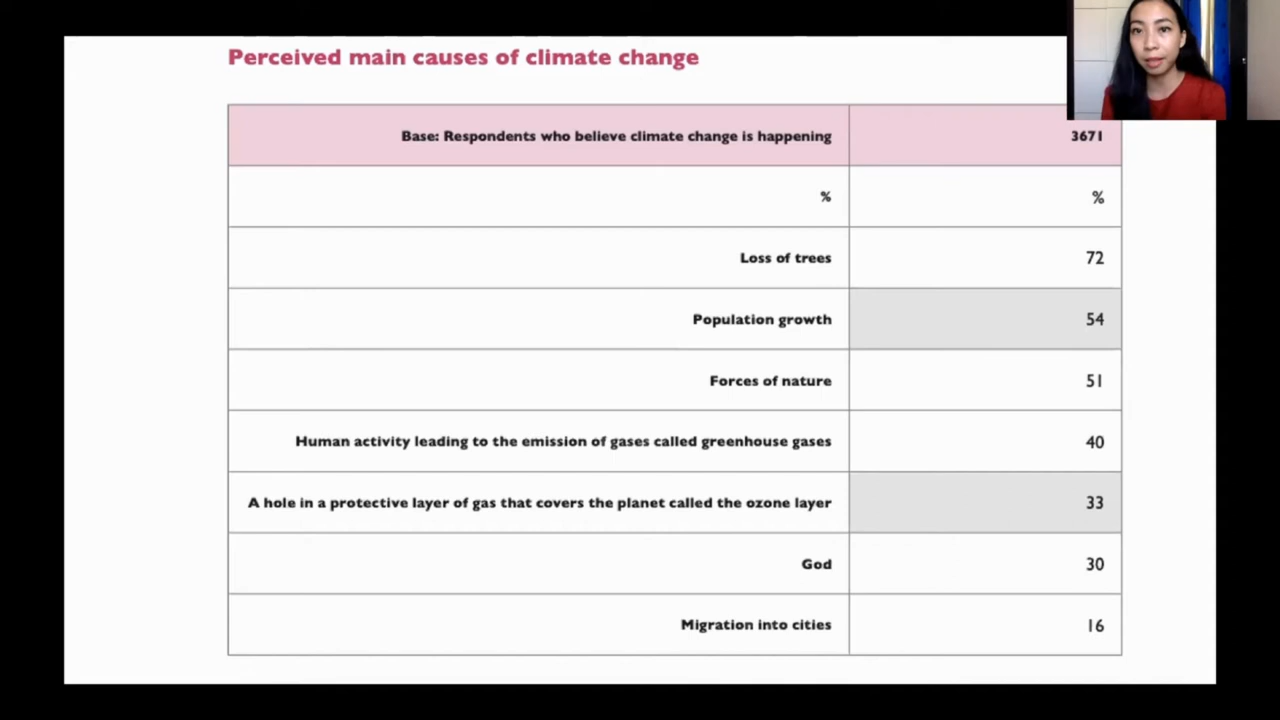 Perceived main causes of climate change
Base: Respondents who believe climate change is happening 3671
% %
Loss of trees 72
Population growth 54
Forces of nature 51
Human activity leading to the emission of gases called greenhouse gases 40
A hole in a protective layer of gas that covers the planet called the ozone layer 33
God 30
Migration into cities 16